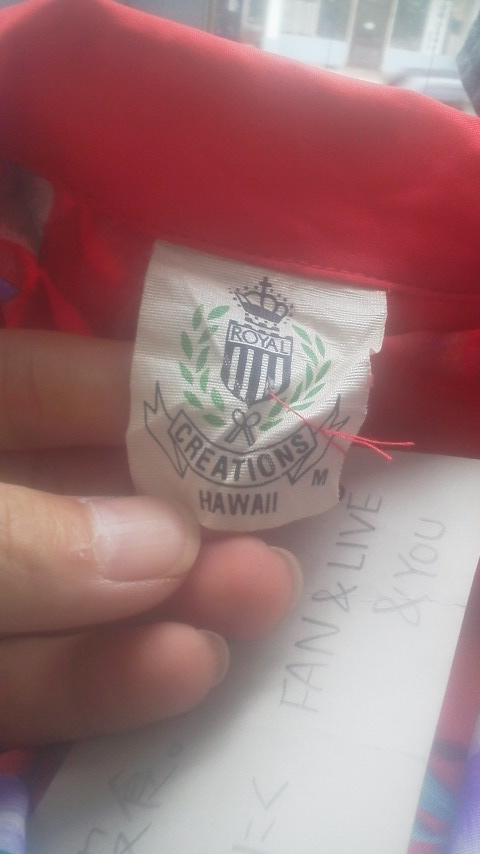 ROYAL
CREATIONS
HAWAII
M
FAN & LIVE
& YOU